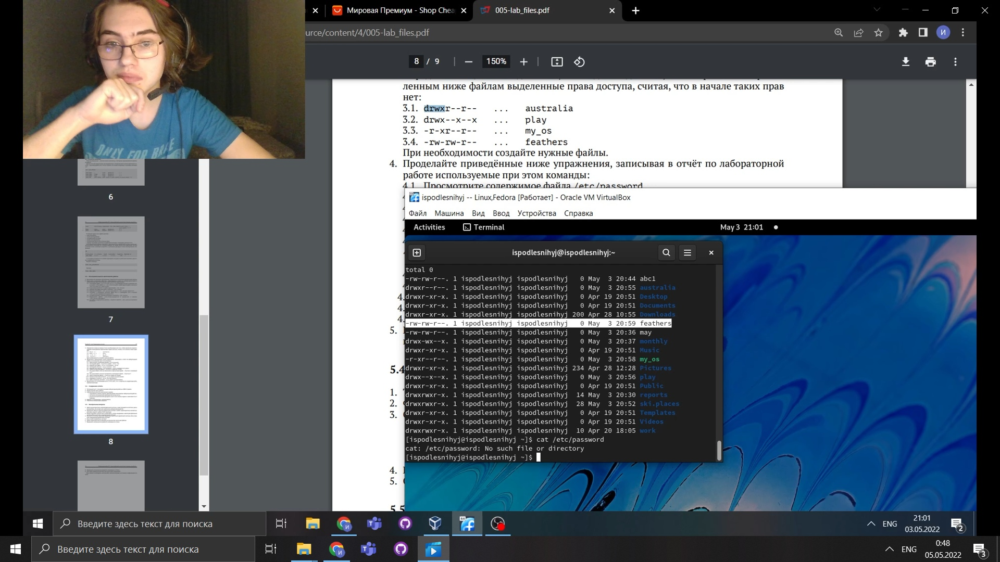 Мировая Премиум - Shop Chea
005-lab_files.pdf
urce/content/4/005-lab_files.pdf
И
8 / 9
150%
ленным ниже файлам выделенные права доступа, считая, что в начале таких прав
нет:
3.1. drwxr--r-- ... australia
3.2. drwx--x--x ... play
3.3. -r-xr--r-- ... my_os
3.4. -rw-rw-r-- ... feathers
При необходимости создайте нужные файлы.
4. Проделайте приведённые ниже упражнения, записывая в отчёт по лабораторной
работе используемые при этом команды:
4.1. Просмотрите содержимое файла /etc/password
ONLY FOR
6
7
8
4.
4.
4.
5.
5.4
1.
2.
3.
4.
5.
5.5
ispodlesnihyj -- Linux,Fedora [Работает] - Oracle VM VirtualBox
Файл Машина Вид Ввод Устройства Справка
Activities Terminal May 3 21:01
ispodlesnihyj@ispodlesnihyj:~
total 0
-rw-rw-r--. 1 ispodlesnihyj ispodlesnihyj 0 May 3 20:44 abc1
drwxr--r--. 1 ispodlesnihyj ispodlesnihyj 0 May 3 20:55 australia
drwxr-xr-x. 1 ispodlesnihyj ispodlesnihyj 0 Apr 19 20:51 Desktop
drwxr-xr-x. 1 ispodlesnihyj ispodlesnihyj 0 Apr 19 20:51 Documents
drwxr-xr-x. 1 ispodlesnihyj ispodlesnihyj 200 Apr 28 10:55 Downloads
-rw-rw-r--. 1 ispodlesnihyj ispodlesnihyj 0 May 3 20:59 feathers
-rw-rw-r--. 1 ispodlesnihyj ispodlesnihyj 0 May 3 20:36 may
drwx-wx--x. 1 ispodlesnihyj ispodlesnihyj 0 May 3 20:37 monthly
drwxr-xr-x. 1 ispodlesnihyj ispodlesnihyj 0 Apr 19 20:51 Music
-r-xr--r--. 1 ispodlesnihyj ispodlesnihyj 0 May 3 20:58 my_os
drwxr-xr-x. 1 ispodlesnihyj ispodlesnihyj 234 Apr 28 12:28 Pictures
drwx--x--x. 1 ispodlesnihyj ispodlesnihyj 0 May 3 20:56 play
drwxr-xr-x. 1 ispodlesnihyj ispodlesnihyj 0 Apr 19 20:51 Public
drwxrwxr-x. 1 ispodlesnihyj ispodlesnihyj 14 May 3 20:30 reports
drwxrwxr-x. 1 ispodlesnihyj ispodlesnihyj 28 May 3 20:52 ski.places
drwxr-xr-x. 1 ispodlesnihyj ispodlesnihyj 0 Apr 19 20:51 Templates
drwxr-xr-x. 1 ispodlesnihyj ispodlesnihyj 0 Apr 19 20:51 Videos
drwxrwxr-x. 1 ispodlesnihyj ispodlesnihyj 10 Apr 20 18:05 work
[ispodlesnihyj@ispodlesnihyj ~]$ cat /etc/password
cat: /etc/password: No such file or directory
[ispodlesnihyj@ispodlesnihyj ~]$
Введите здесь текст для поиска
ENG
21:01
03.05.2022
2
Введите здесь текст для поиска
ENG
0:48
05.05.2022
3